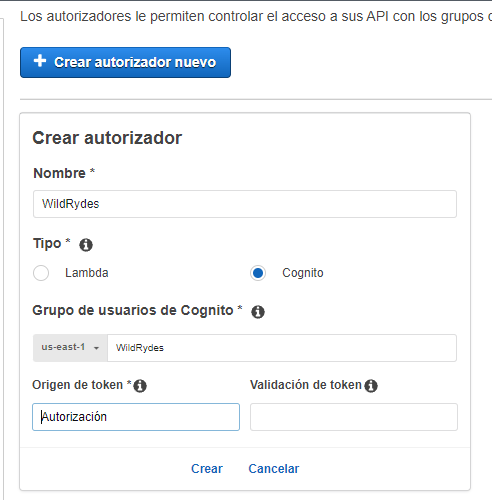 Los autorizadores le permiten controlar el acceso a sus API con los grupos
+ Crear autorizador nuevo
Crear autorizador
Nombre *
WildRydes
Tipo *
Lambda Cognito
Grupo de usuarios de Cognito *
us-east-1 WildRydes
Origen de token * Validación de token
Autorización
Crear Cancelar